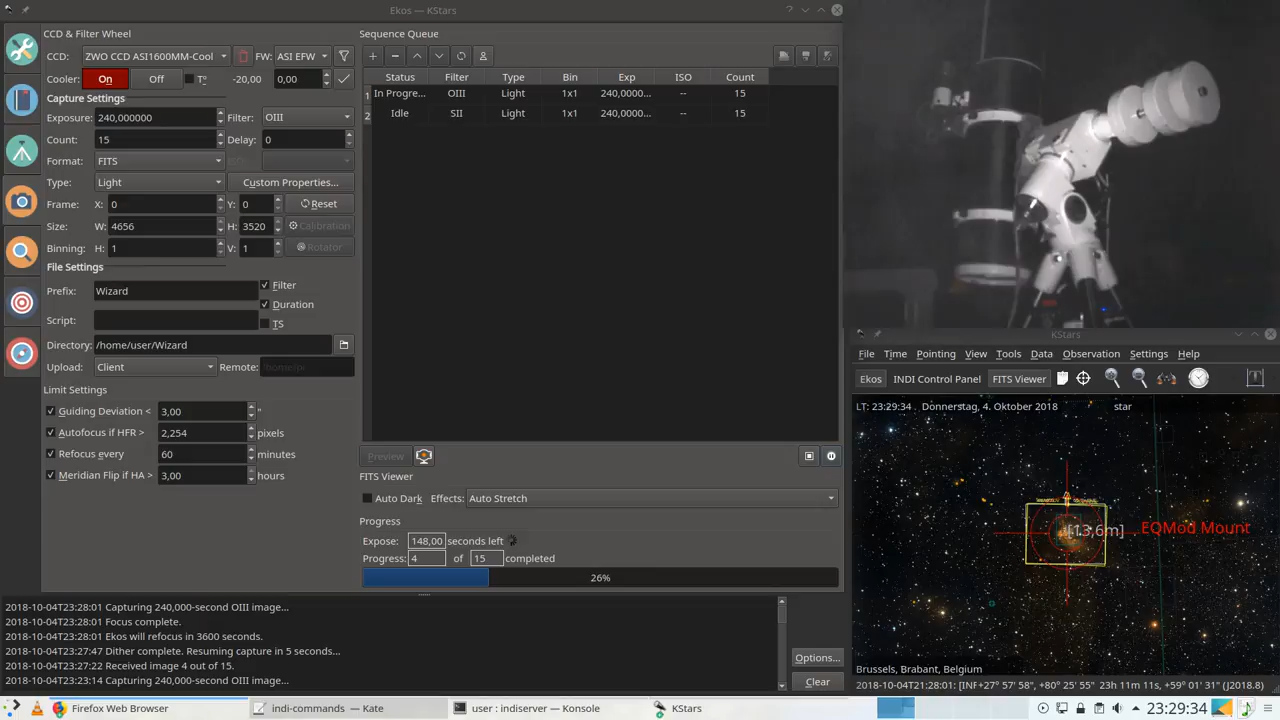 Ekos — KStars
CCD & Filter Wheel
CCD: ZWO CCD ASI1600MM-Cool FW: ASI EFW
Cooler: On Off T° -20,00 0,00
Capture Settings
Exposure: 240,000000 Filter: OIII
Count: 15 Delay: 0
Format: FITS
Type: Light Custom Properties...
Frame: X: 0 Y: 0 Reset
Size: W: 4656 H: 3520 Calibration
Binning: H: 1 V: 1 Rotator
File Settings
Prefix: Wizard Filter
Duration
Script: TS
Directory: /home/user/Wizard
Upload: Client Remote:
Limit Settings
Guiding Deviation < 3,00 "
Autofocus if HFR > 2,254 pixels
Refocus every 60 minutes
Meridian Flip if HA > 3,00 hours
Sequence Queue
Status Filter Type Bin Exp ISO Count
1 In Progre... OIII Light 1x1 240,0000... -- 15
2 Idle SII Light 1x1 240,0000... -- 15
Preview
FITS Viewer
Auto Dark Effects: Auto Stretch
Progress
Expose: 148,00 seconds left
Progress: 4 of 15 completed
26%
2018-10-04T23:28:01 Capturing 240,000-second OIII image...
2018-10-04T23:28:01 Focus complete.
2018-10-04T23:28:01 Ekos will refocus in 3600 seconds.
2018-10-04T23:27:47 Dither complete. Resuming capture in 5 seconds...
2018-10-04T23:27:22 Received image 4 out of 15.
2018-10-04T23:23:14 Capturing 240,000-second OIII image...
Options...
Clear
KStars
File Time Pointing View Tools Data Observation Settings Help
Ekos INDI Control Panel FITS Viewer
LT: 23:29:34 Donnerstag, 4. Oktober 2018 star
[13,6m] EQMod Mount
Brussels, Brabant, Belgium
2018-10-04T21:28:01: [INF+27° 57' 58", +80° 25' 55" 23h 11m 11s, +59° 01' 31" (J2018.8)
Firefox Web Browser indi-commands — Kate user : indiserver — Konsole KStars 23:29:34